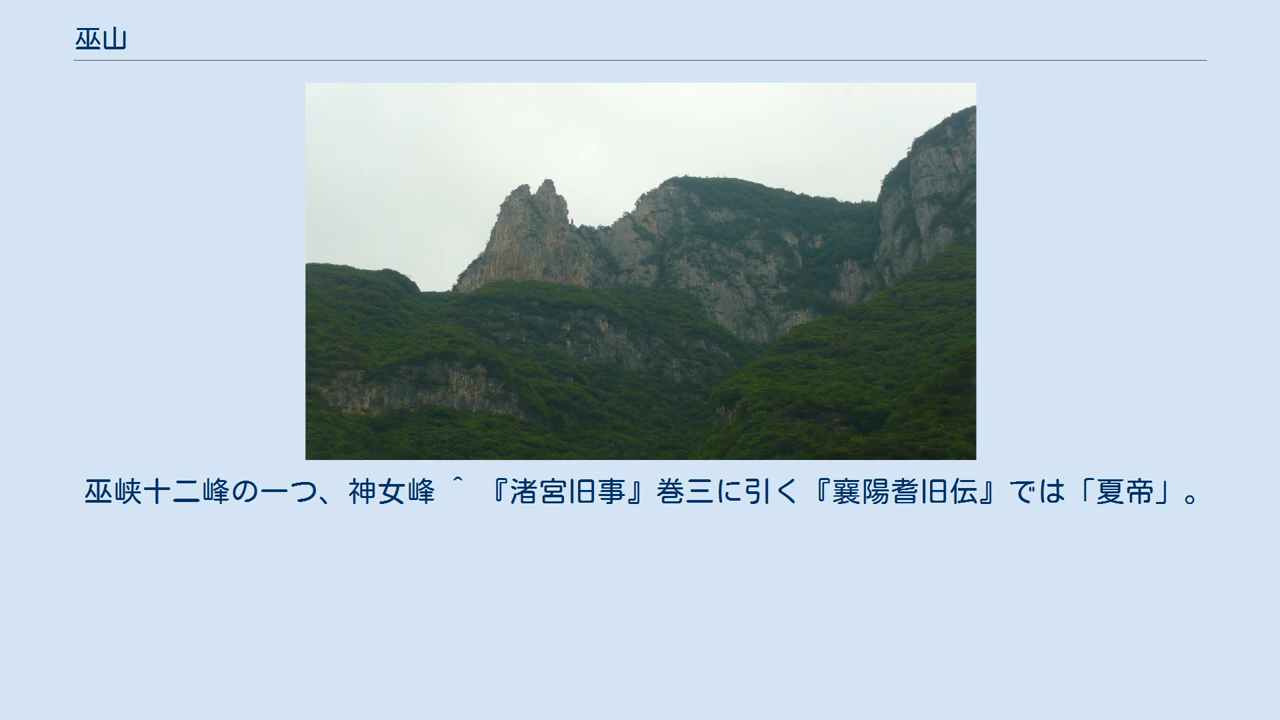 巫山
巫峡十二峰の一つ、神女峰 ^ 『渚宮旧事』巻三に引く『襄陽耆旧伝』では「夏帝」。